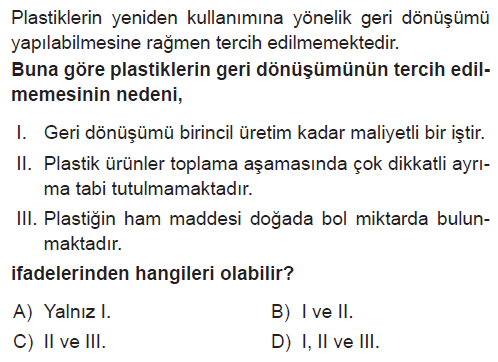 Plastiklerin yeniden kullanımına yönelik geri dönüşümü
yapılabilmesine rağmen tercih edilmemektedir.
Buna göre plastiklerin geri dönüşümünün tercih edil-
memesinin nedeni,
I. Geri dönüşümü birincil üretim kadar maliyetli bir iştir.
II. Plastik ürünler toplama aşamasında çok dikkatli ayrı-
ma tabi tutulmamaktadır.
III. Plastiğin ham maddesi doğada bol miktarda bulun-
maktadır.
ifadelerinden hangileri olabilir?
A) Yalnız I. B) I ve II.
C) II ve III. D) I, II ve III.